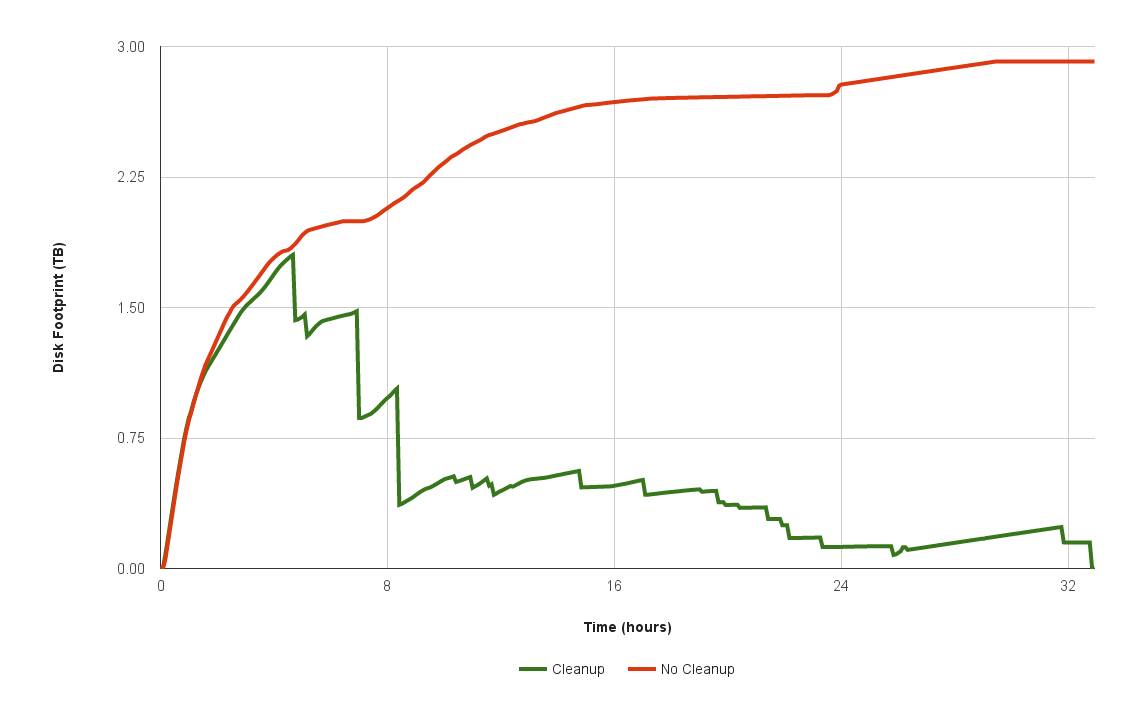 3.00
2.25
1.50
0.75
0.00
Disk Footprint (TB)
0 8 16 24 32
Time (hours)
Cleanup No Cleanup